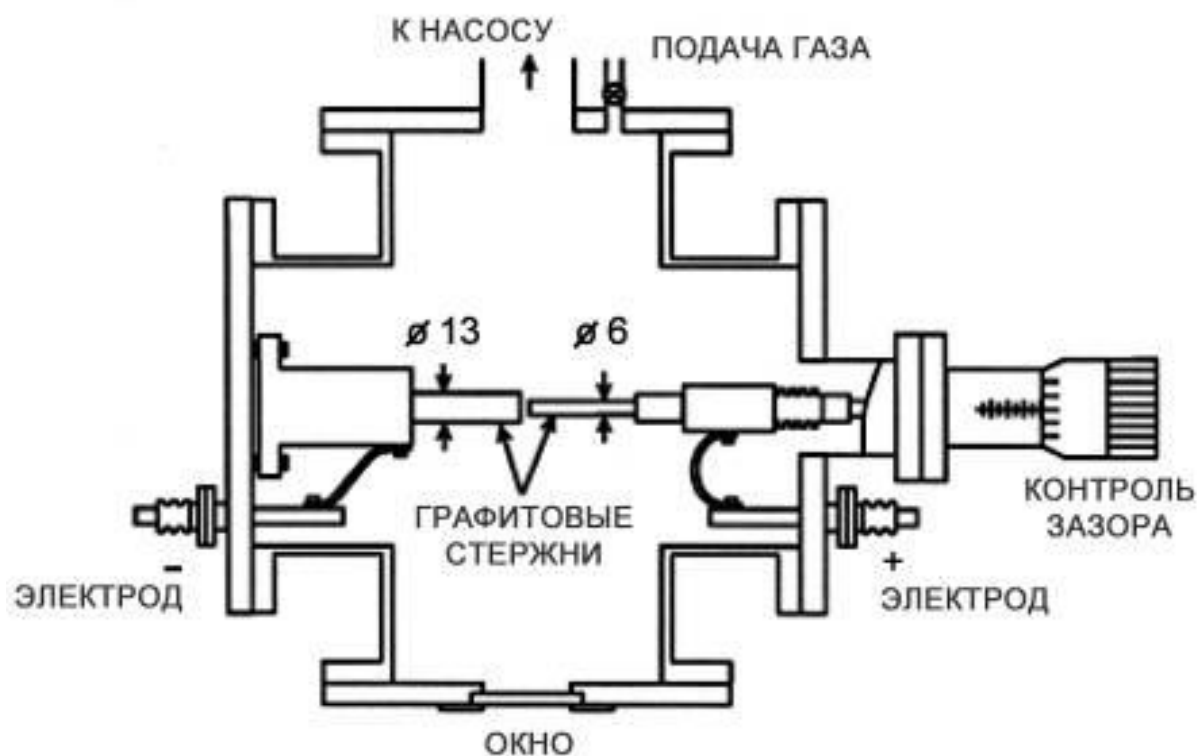 К НАСОСУ
ПОДАЧА ГАЗА
ø 13
ø 6
ГРАФИТОВЫЕ
СТЕРЖНИ
КОНТРОЛЬ
ЗАЗОРА
-
ЭЛЕКТРОД
+
ЭЛЕКТРОД
ОКНО